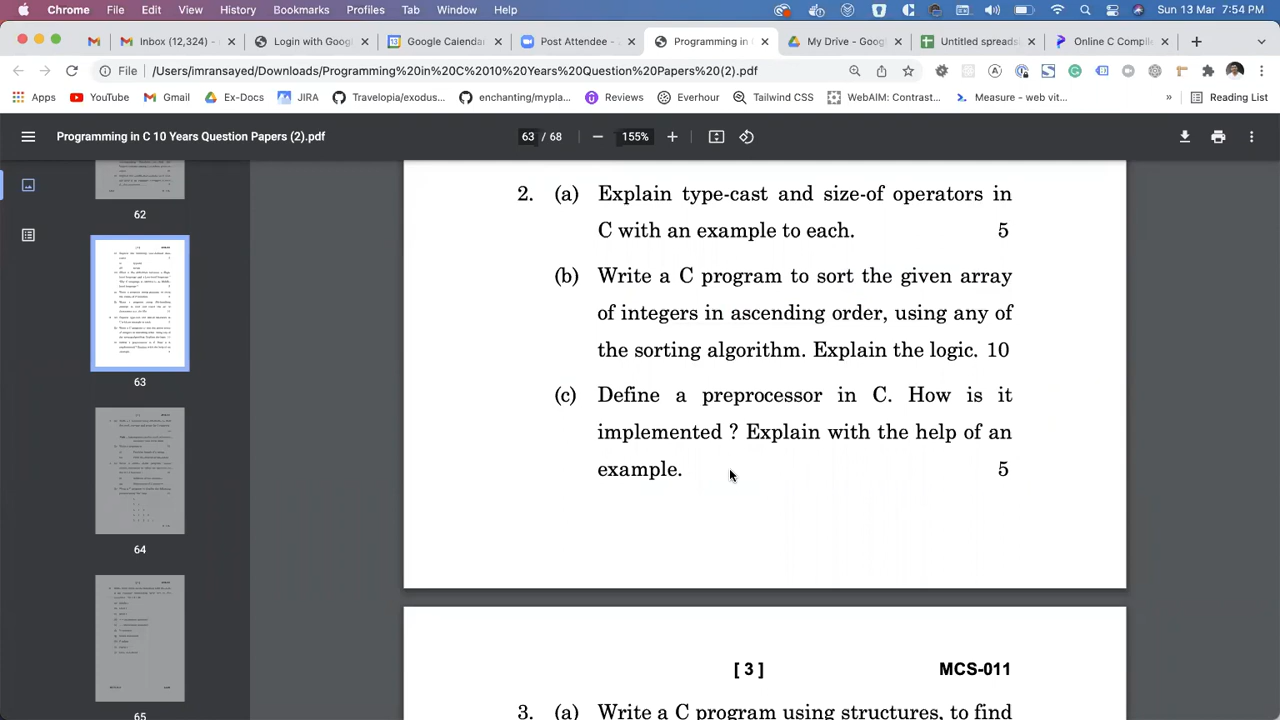 Chrome File Edit View History Bookmarks Profiles Tab Window Help Sun 13 Mar 7:54 PM
Inbox (12,324) - Login with Googl Google Calenda Post Attendee - Programming in My Drive - Googl Untitled spreads Online C Compile
File /Users/imransayed/Downloads/Programming%20in%20C%2010%20Years%20Question%20Papers%20(2).pdf
Apps YouTube Gmail Ex-Docs JIRA Travelopia/exodus... enchanting/mypla... Reviews Everhour Tailwind CSS WebAIM: Contrast... Measure – web vit... » Reading List
Programming in C 10 Years Question Papers (2).pdf 63 / 68 155%
62
63
64
65
2. (a) Explain type-cast and size-of operators in
C with an example to each. 5
(b) Write a C program to sort the given array
of integers in ascending order, using any of
the sorting algorithm. Explain the logic. 10
(c) Define a preprocessor in C. How is it
inplemented ? Explain with the help of an
example. 5
[ 3 ] MCS-011
3. (a) Write a C program using structures, to find